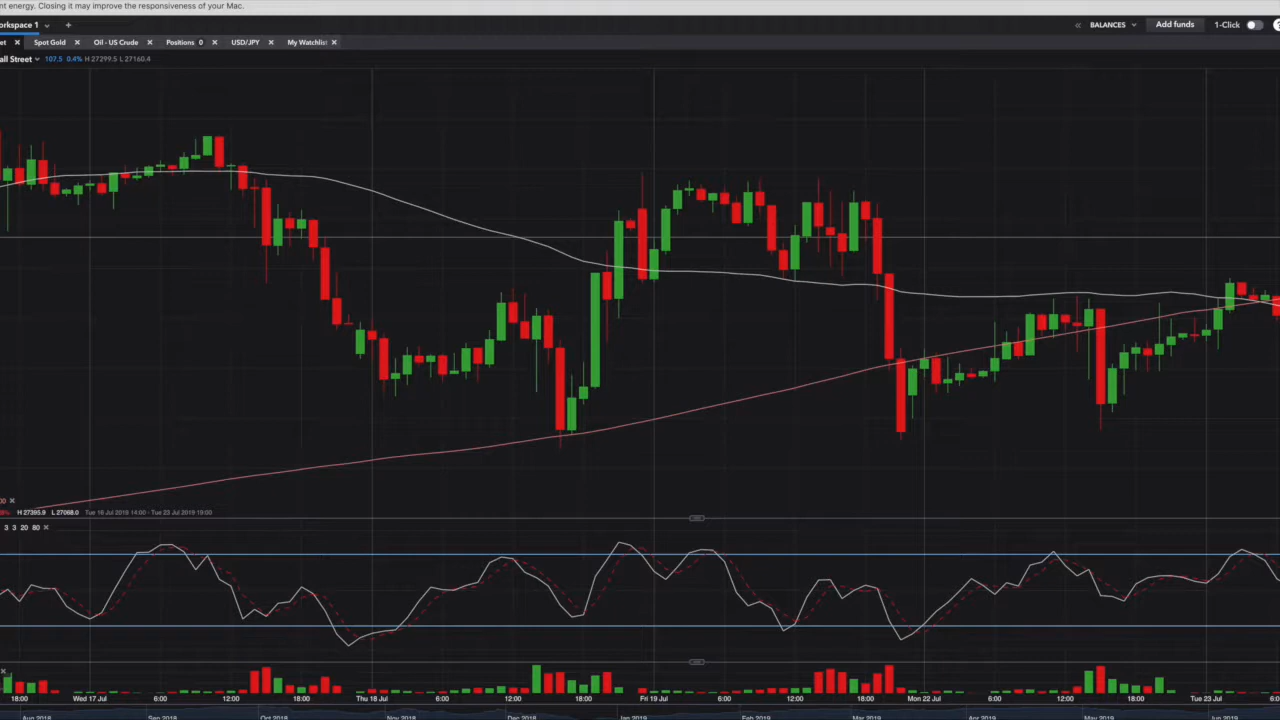 nt energy. Closing it may improve the responsiveness of your Mac.
orkspace 1 + « BALANCES Add funds 1-Click
et × Spot Gold × Oil - US Crude × Positions 0 × USD/JPY × My Watchlist ×
all Street 107.5 0.4% H 27299.5 L 27160.4
00 ×
H 27395.9 L 27068.0 Tue 16 Jul 2019 14:00 - Tue 23 Jul 2019 19:00
3 3 20 80 ×
×
18:00 Wed 17 Jul 6:00 12:00 18:00 Thu 18 Jul 6:00 12:00 18:00 Fri 19 Jul 6:00 12:00 18:00 Mon 22 Jul 6:00 12:00 18:00 Tue 23 Jul 6:0
Aug 2018 Sep 2018 Oct 2018 Nov 2018 Dec 2018 Jan 2019 Feb 2019 Mar 2019 Apr 2019 May 2019 Jun 2019